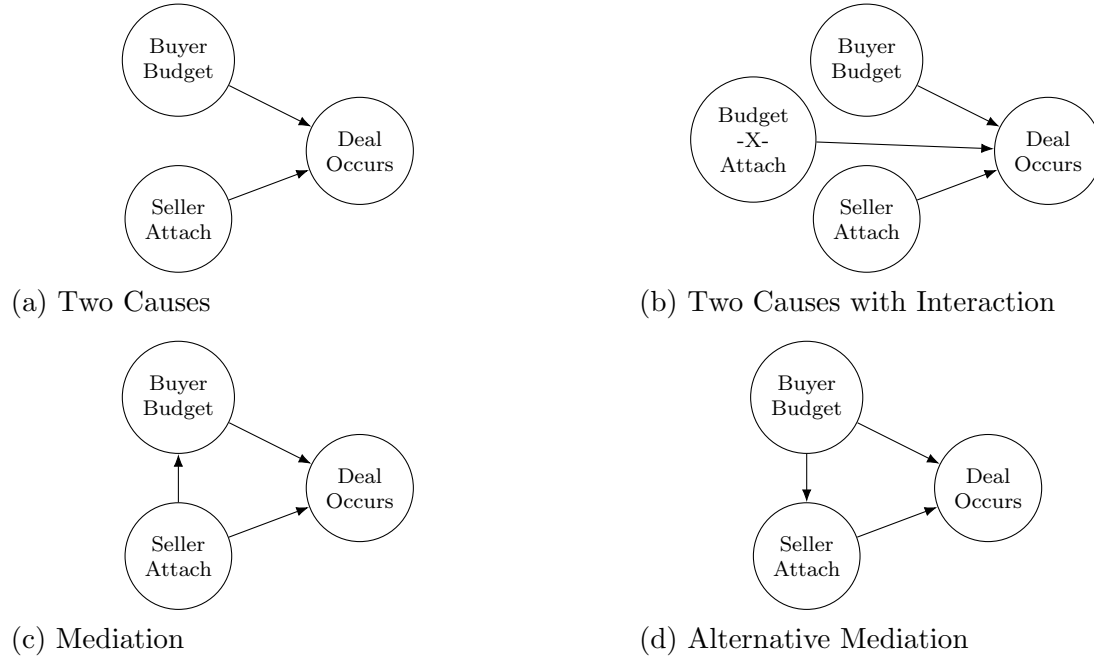 Buyer
Budget
Deal
Occurs
Seller
Attach
(a) Two Causes
Buyer
Budget
Budget
-X-
Attach
Deal
Occurs
Seller
Attach
(b) Two Causes with Interaction
Buyer
Budget
Deal
Occurs
Seller
Attach
(c) Mediation
Buyer
Budget
Deal
Occurs
Seller
Attach
(d) Alternative Mediation